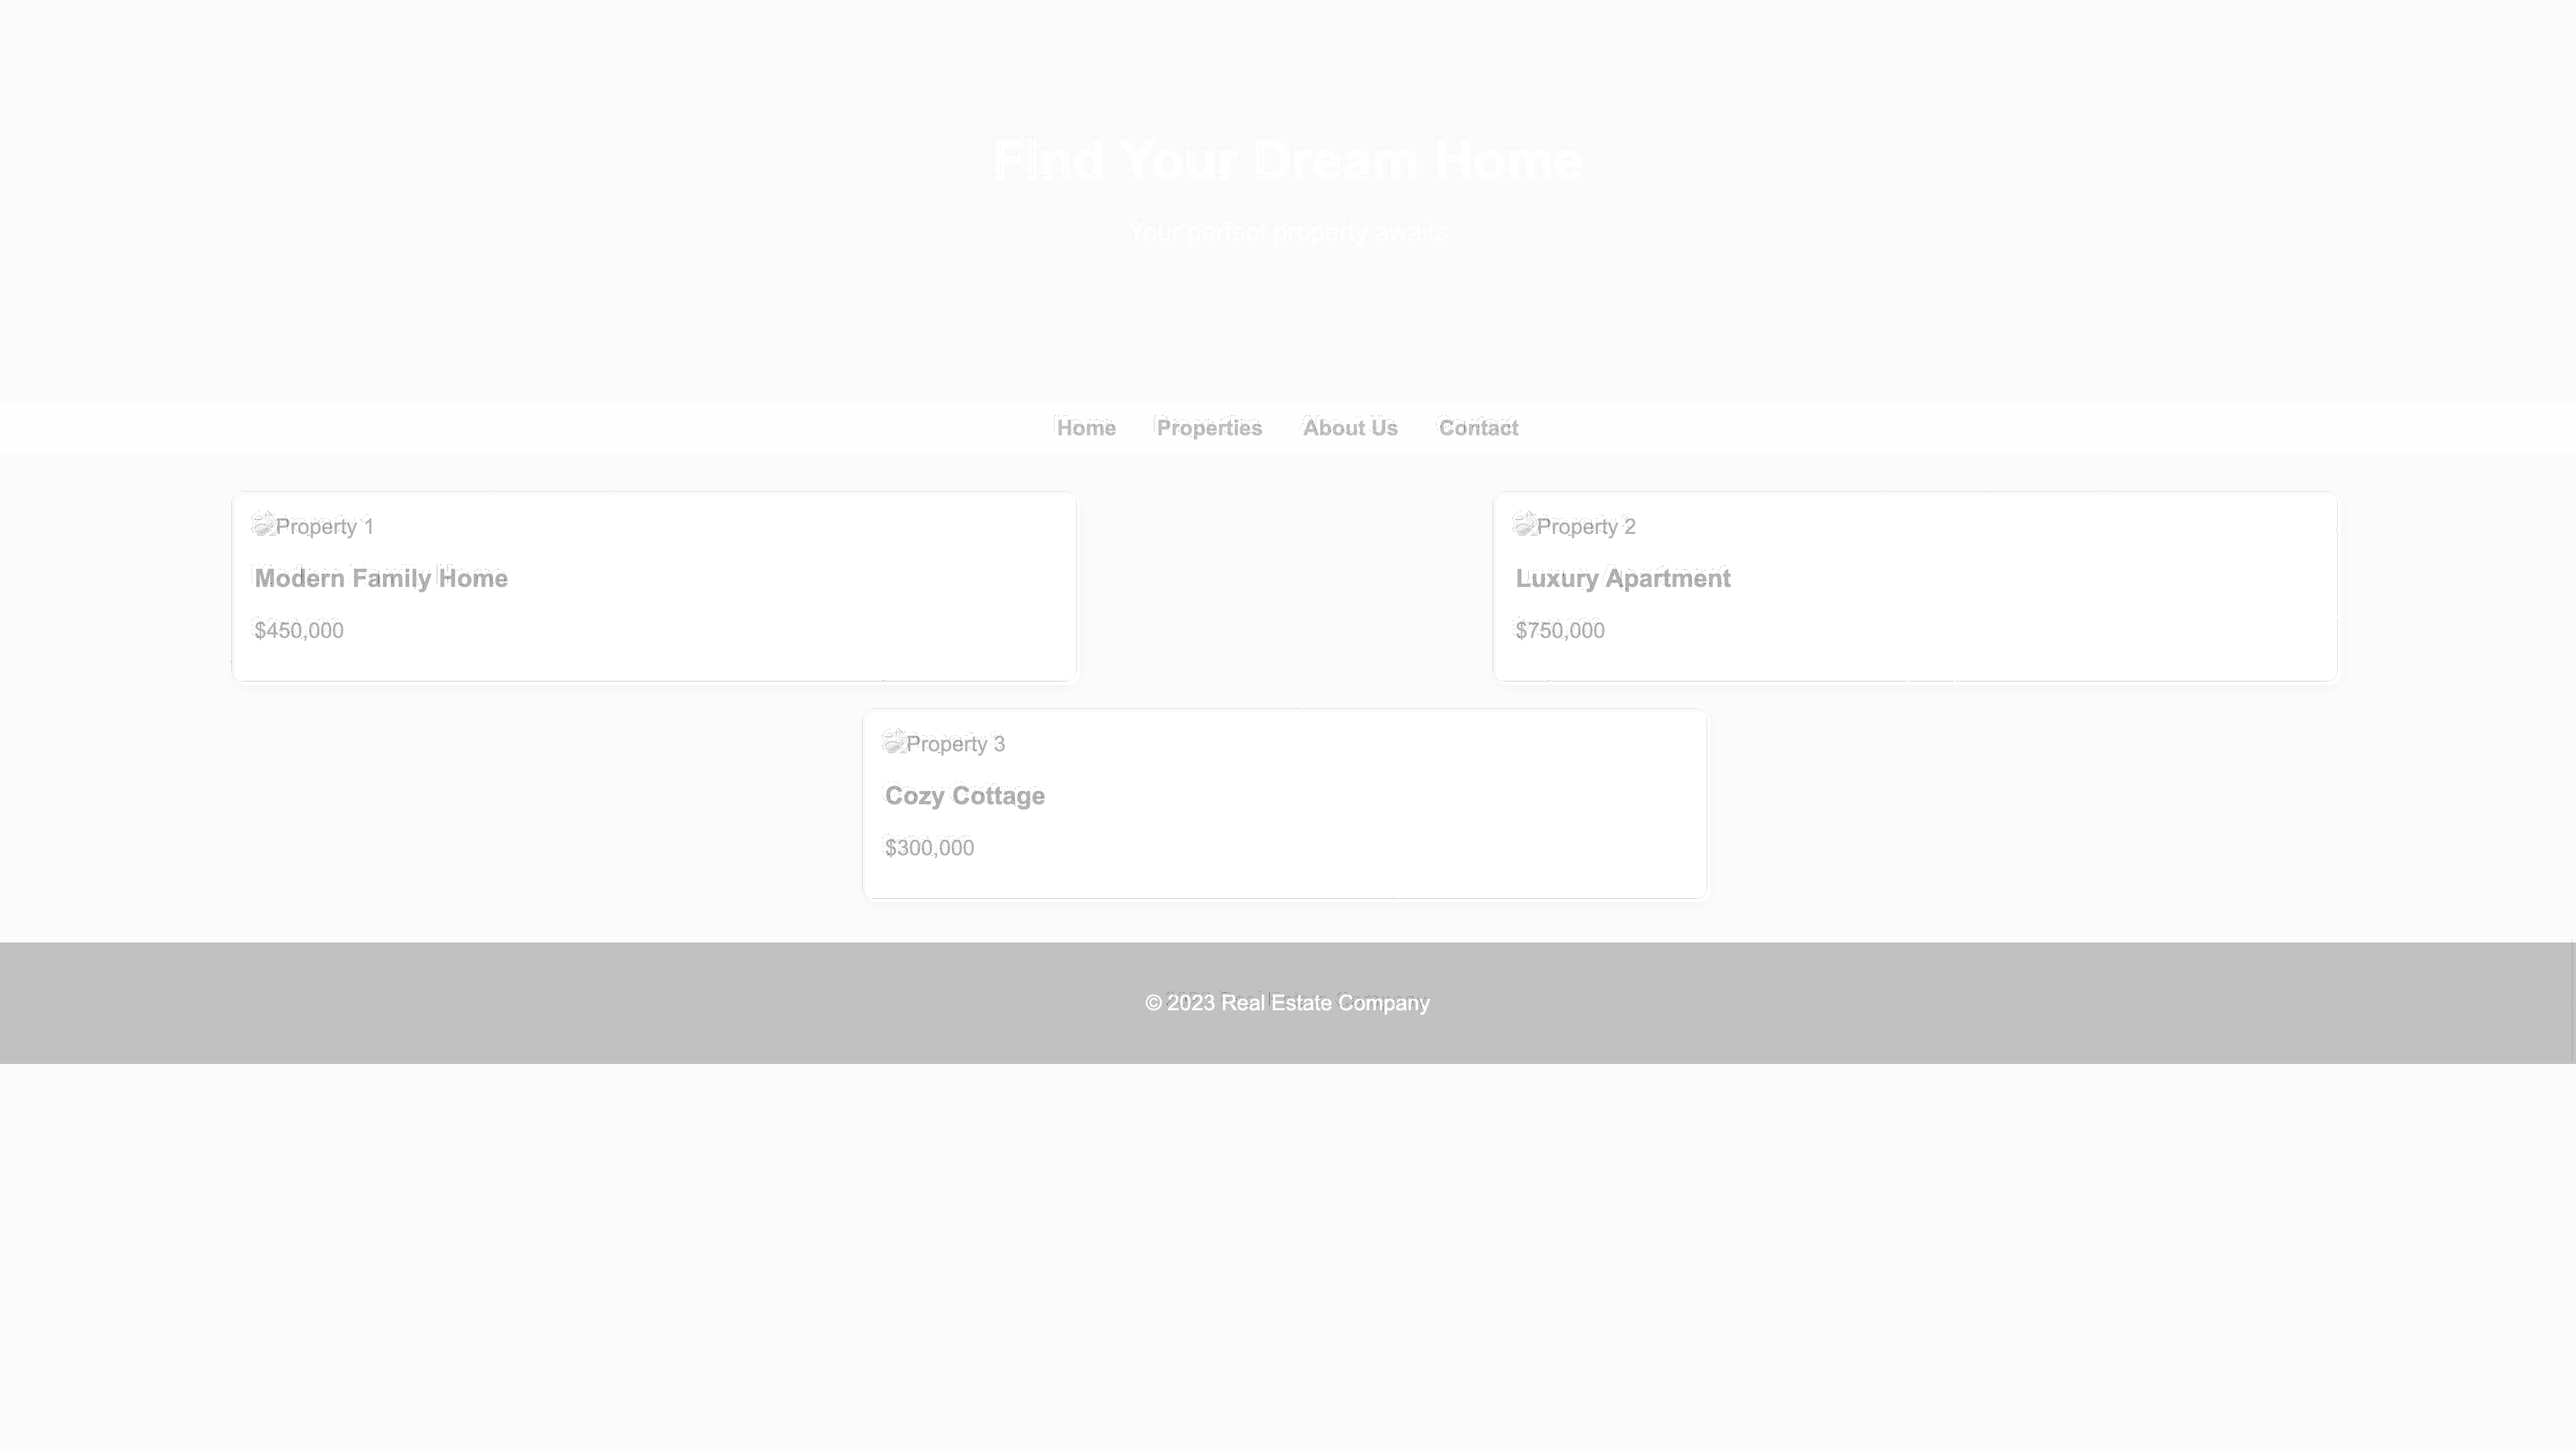 Find Your Dream Home
Your perfect property awaits
Home Properties About Us Contact
Property 1
Modern Family Home
$450,000
Property 2
Luxury Apartment
$750,000
Property 3
Cozy Cottage
$300,000
© 2023 Real Estate Company